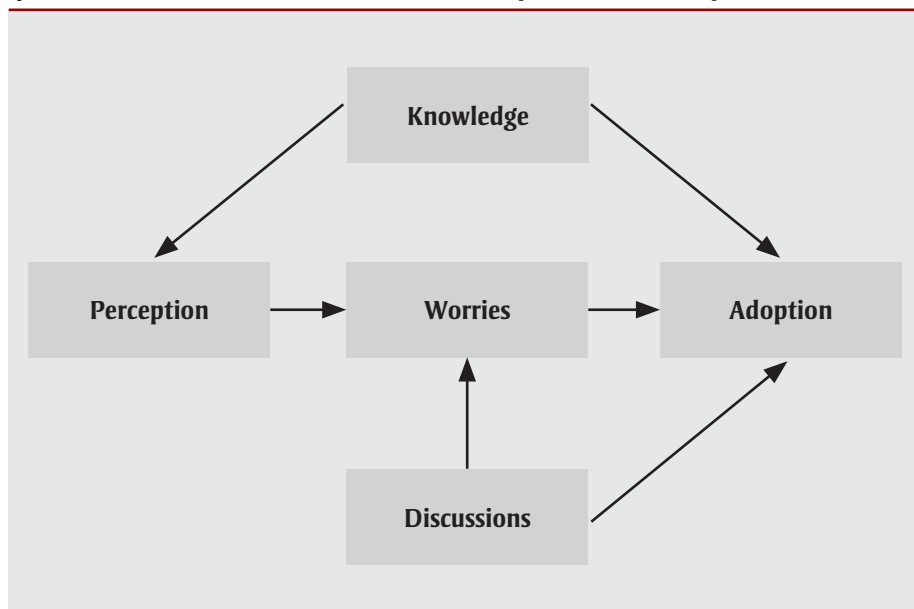 Knowledge
Perception
Worries
Adoption
Discussions